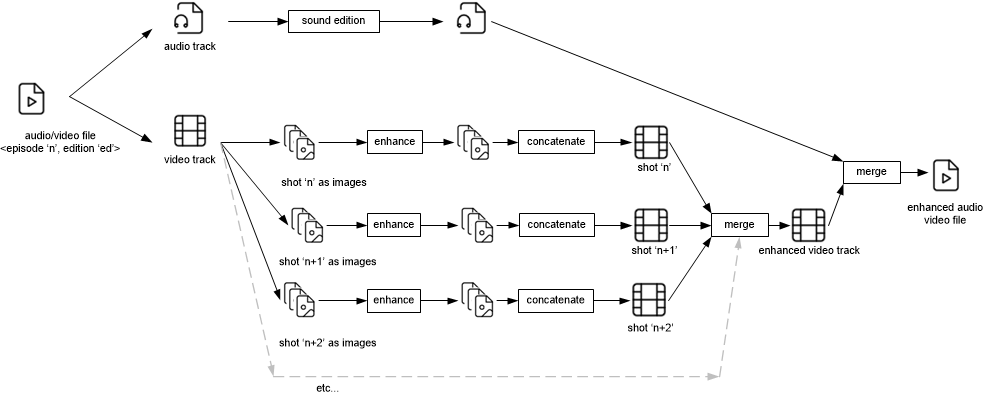 sound edition
audio track
audio/video file
<episode ‘n’, edition ‘ed’>
video track
enhance
concatenate
shot ‘n’ as images
shot ‘n’
merge
enhanced audio
video file
enhance
concatenate
merge
shot ‘n+1’ as images
shot ‘n+1’
enhanced video track
enhance
concatenate
shot ‘n+2’ as images
shot ‘n+2’
etc...